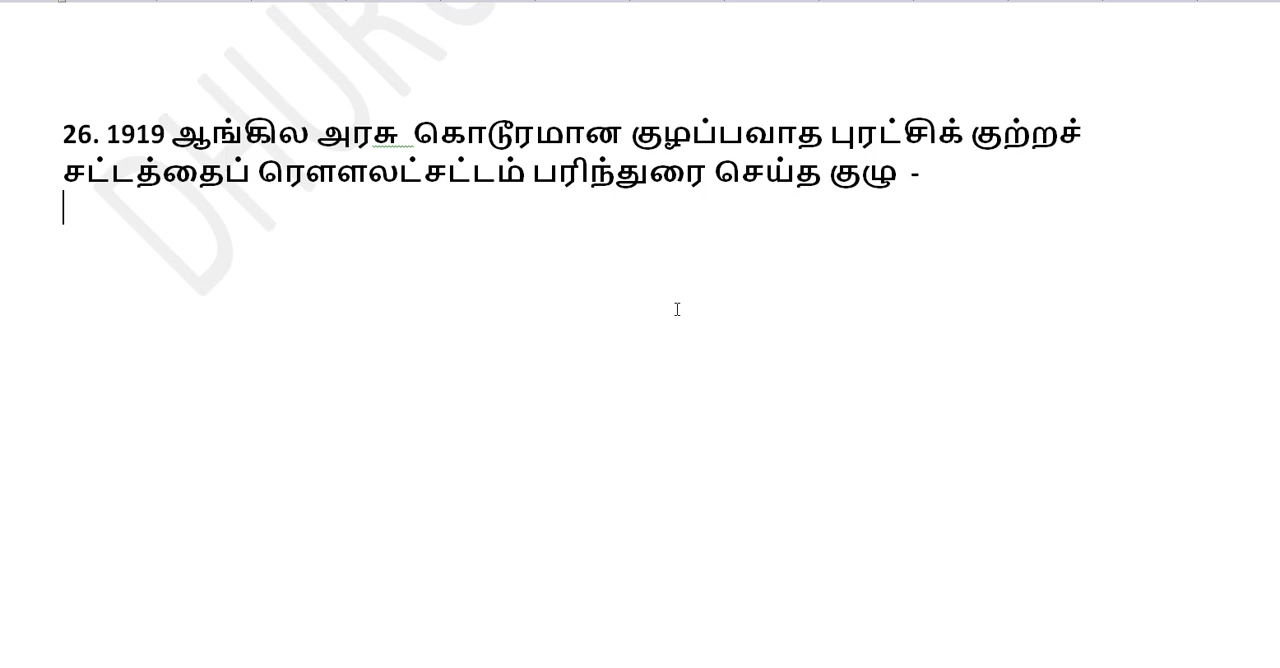 26. 1919 ஆங்கில அரசு கொடூரமான குழப்பவாத புரட்சிக் குற்றச்
சட்டத்தைப் ரௌளலட்சட்டம் பரிந்துரை செய்த குழு -